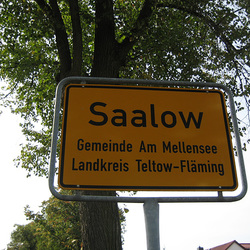 Saalow
Gemeinde Am Mellensee
Landkreis Teltow-Fläming